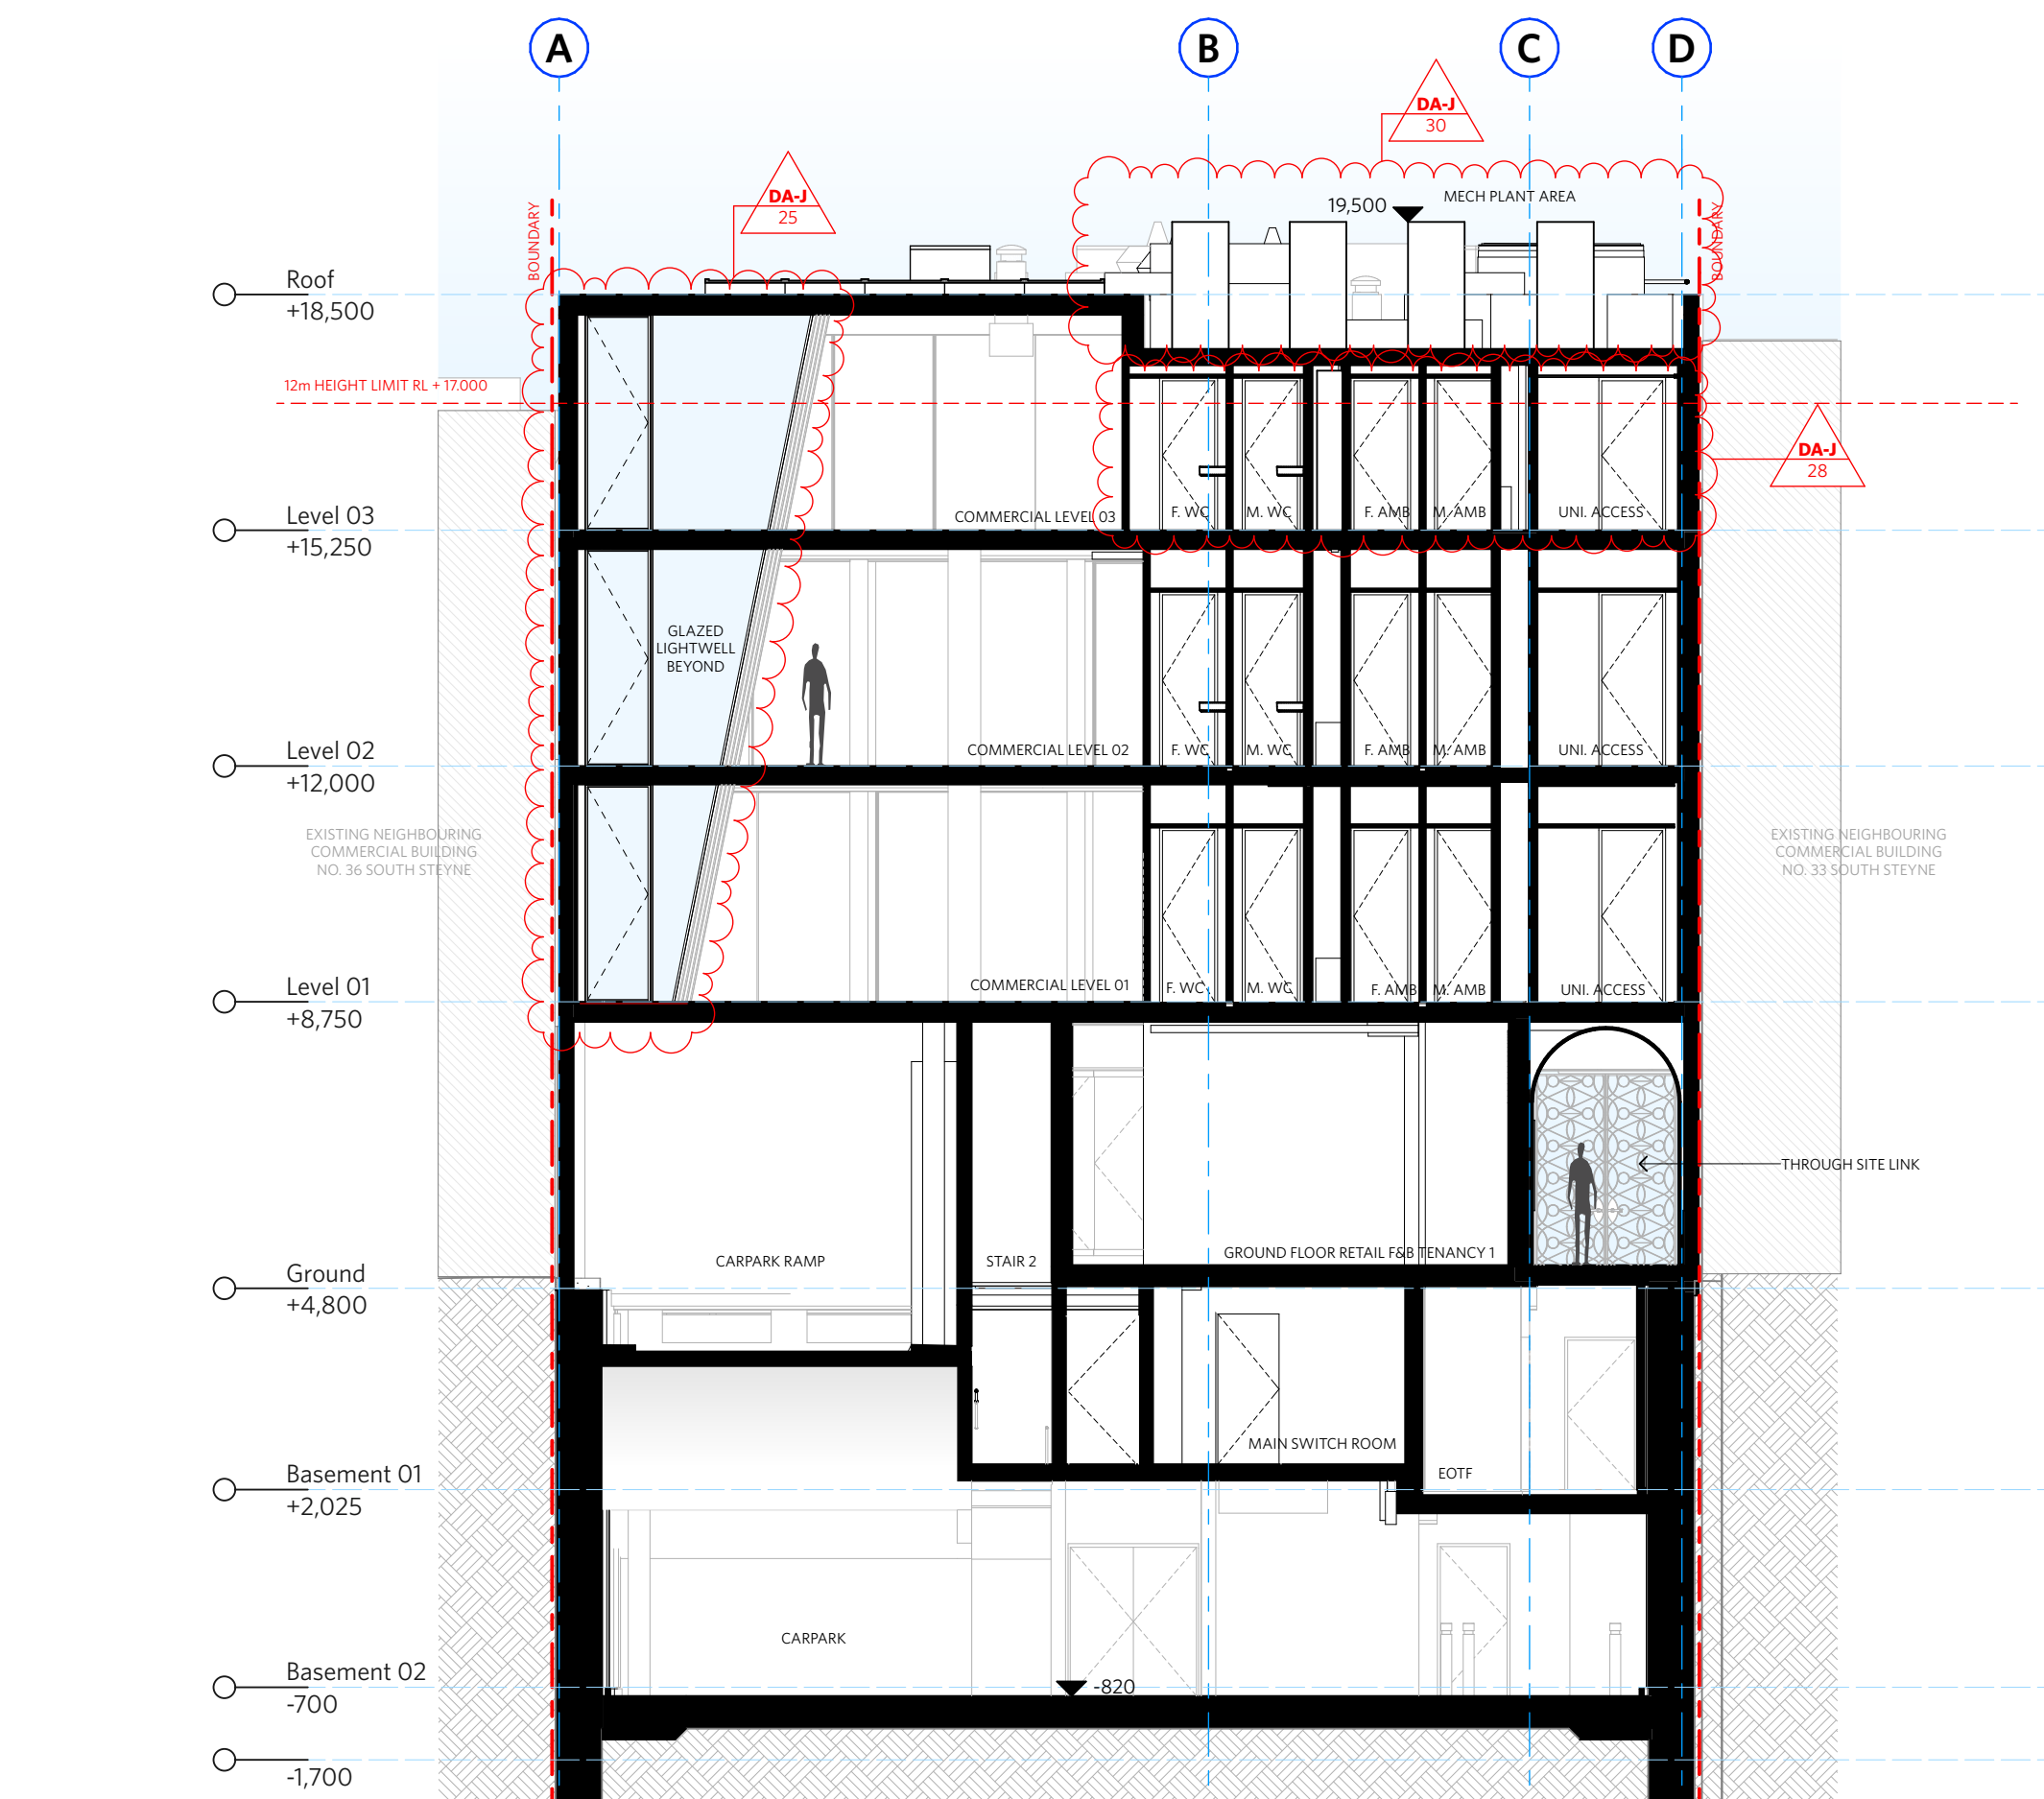 A
B
C
D
DA-J
30
DA-J
25
MECH PLANT AREA
19,500
BOUNDARY
BOUNDARY
Roof
+18,500
12m HEIGHT LIMIT RL + 17.000
DA-J
28
Level 03
+15,250
COMMERCIAL LEVEL 03
F. WC
M. WC
F. AMB
M. AMB
UNI. ACCESS
GLAZED
LIGHTWELL
BEYOND
Level 02
+12,000
COMMERCIAL LEVEL 02
F. WC
M. WC
F. AMB
M. AMB
UNI. ACCESS
EXISTING NEIGHBOURING
COMMERCIAL BUILDING
NO. 36 SOUTH STEYNE
EXISTING NEIGHBOURING
COMMERCIAL BUILDING
NO. 33 SOUTH STEYNE
Level 01
+8,750
COMMERCIAL LEVEL 01
F. WC
M. WC
F. AMB
M. AMB
UNI. ACCESS
THROUGH SITE LINK
CARPARK RAMP
STAIR 2
GROUND FLOOR RETAIL F&B TENANCY 1
Ground
+4,800
MAIN SWITCH ROOM
EOTF
Basement 01
+2,025
CARPARK
Basement 02
-700
-820
-1,700